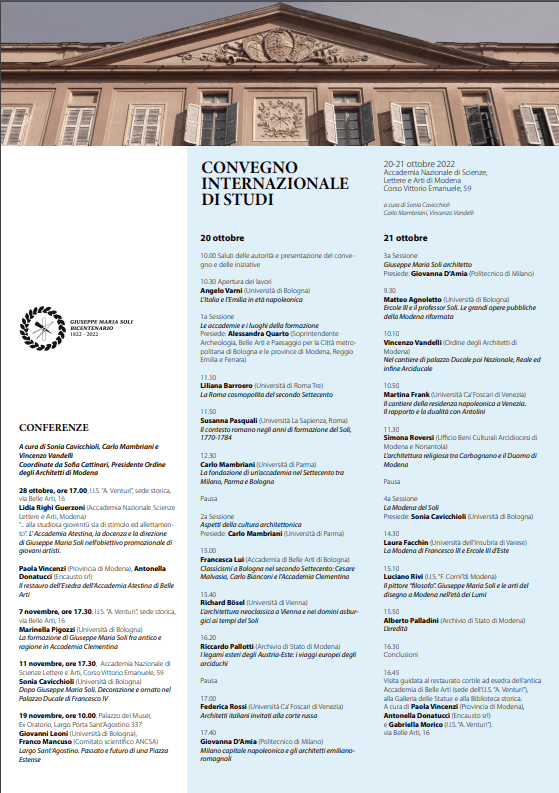 CONVEGNO
INTERNAZIONALE
DI STUDI
20-21 ottobre 2022
Accademia Nazionale di Scienze,
Lettere e Arti di Modena
Corso Vittorio Emanuele, 59
a cura di Sonia Cavicchioli
Carlo Mambriani, Vincenzo Vandelli
GIUSEPPE MARIA SOLI
BICENTENARIO
1822 - 2022
CONFERENZE
A cura di Sonia Cavicchioli, Carlo Mambriani e
Vincenzo Vandelli
Coordinate da Sofia Cattinari, Presidente Ordine
degli Architetti di Modena
28 ottobre, ore 17.00, I.I.S. "A. Venturi", sede storica,
via Belle Arti, 16
Lidia Righi Guerzoni (Accademia Nazionale Scienze
Lettere e Arti, Modena)
"... alla studiosa gioventù sia di stimolo ed allettamen-
to". L'Accademia Atestina, la docenza e la direzione
di Giuseppe Maria Soli nell'obiettivo promozionale di
giovani artisti.
Paola Vincenzi (Provincia di Modena), Antonella
Donatucci (Encausto srl)
Il restauro dell'Esedra dell'Accademia Atestina di Belle
Arti
7 novembre, ore 17.30, I.I.S. "A. Venturi", sede storica,
via Belle Arti, 16
Marinella Pigozzi (Università di Bologna)
La formazione di Giuseppe Maria Soli fra antico e
ragione in Accademia Clementina
11 novembre, ore 17.30, Accademia Nazionale di
Scienze Lettere e Arti, Corso Vittorio Emanuele, 59
Sonia Cavicchioli (Università di Bologna)
Dopo Giuseppe Maria Soli. Decorazione e ornato nel
Palazzo Ducale di Francesco IV
19 novembre, ore 10.00, Palazzo dei Musei,
Ex Oratorio, Largo Porta Sant'Agostino 337
Giovanni Leoni (Università di Bologna),
Franco Mancuso (Comitato scientifico ANCSA)
Largo Sant'Agostino. Passato e futuro di una Piazza
Estense
20 ottobre
10.00 Saluti delle autorità e presentazione del conve-
gno e delle iniziative
10.30 Apertura dei lavori
Angelo Varni (Università di Bologna)
L'Italia e l'Emilia in età napoleonica
1a Sessione
Le accademie e i luoghi della formazione
Presiede: Alessandra Quarto (Soprintendente
Archeologia, Belle Arti e Paesaggio per la Città metro-
politana di Bologna e le province di Modena, Reggio
Emilia e Ferrara)
11.10
Liliana Barroero (Università di Roma Tre)
La Roma cosmopolita del secondo Settecento
11.50
Susanna Pasquali (Università La Sapienza, Roma)
Il contesto romano negli anni di formazione del Soli,
1770-1784
12.30
Carlo Mambriani (Università di Parma)
La fondazione di un'accademia nel Settecento tra
Milano, Parma e Bologna
Pausa
2a Sessione
Aspetti della cultura architettonica
Presiede: Carlo Mambriani (Università di Parma)
15.00
Francesca Lui (Accademia di Belle Arti di Bologna)
Classicismi a Bologna nel secondo Settecento: Cesare
Malvasia, Carlo Bianconi e l'Accademia Clementina
15.40
Richard Bösel (Università di Vienna)
L'architettura neoclassica a Vienna e nei domini asbur-
gici ai tempi del Soli
16.20
Riccardo Pallotti (Archivio di Stato di Modena)
I legami esteri degli Austria-Este: i viaggi europei degli
arciduchi
Pausa
17.00
Federica Rossi (Università Ca' Foscari di Venezia)
Architetti italiani invitati alla corte russa
17.40
Giovanna D'Amia (Politecnico di Milano)
Milano capitale napoleonica e gli architetti emiliano-
romagnoli
21 ottobre
3a Sessione
Giuseppe Maria Soli architetto
Presiede: Giovanna D'Amia (Politecnico di Milano)
9.30
Matteo Agnoletto (Università di Bologna)
Ercole III e il professor Soli. Le grandi opere pubbliche
della Modena riformata
10.10
Vincenzo Vandelli (Ordine degli Architetti di
Modena)
Nel cantiere di palazzo Ducale poi Nazionale, Reale ed
infine Arciducale
10.50
Martina Frank (Università Ca' Foscari di Venezia)
Il cantiere della residenza napoleonica a Venezia.
Il rapporto e la dualità con Antolini
11.30
Simona Roversi (Ufficio Beni Culturali Arcidiocesi di
Modena e Nonantola)
L'architettura religiosa tra Carbognano e il Duomo di
Modena
Pausa
4a Sessione
La Modena del Soli
Presiede: Sonia Cavicchioli (Università di Bologna)
14.30
Laura Facchin (Università dell'Insubria di Varese)
La Modena di Francesco III e Ercole III d'Este
15.10
Luciano Rivi (I.I.S. "F. Corni" di Modena)
Il pittore "filosofo". Giuseppe Maria Soli e le arti del
disegno a Modena nell'età dei Lumi
15.50
Alberto Palladini (Archivio di Stato di Modena)
L'eredità
16.30
Conclusioni
16.45
Visita guidata al restaurato cortile ad esedra dell'antica
Accademia di Belle Arti (sede dell'I.I.S. "A. Venturi"),
alla Galleria delle Statue e alla Biblioteca storica.
A cura di Paola Vincenzi (Provincia di Modena),
Antonella Donatucci (Encausto srl)
e Gabriella Morico (I.I.S. "A. Venturi").
via Belle Arti, 16